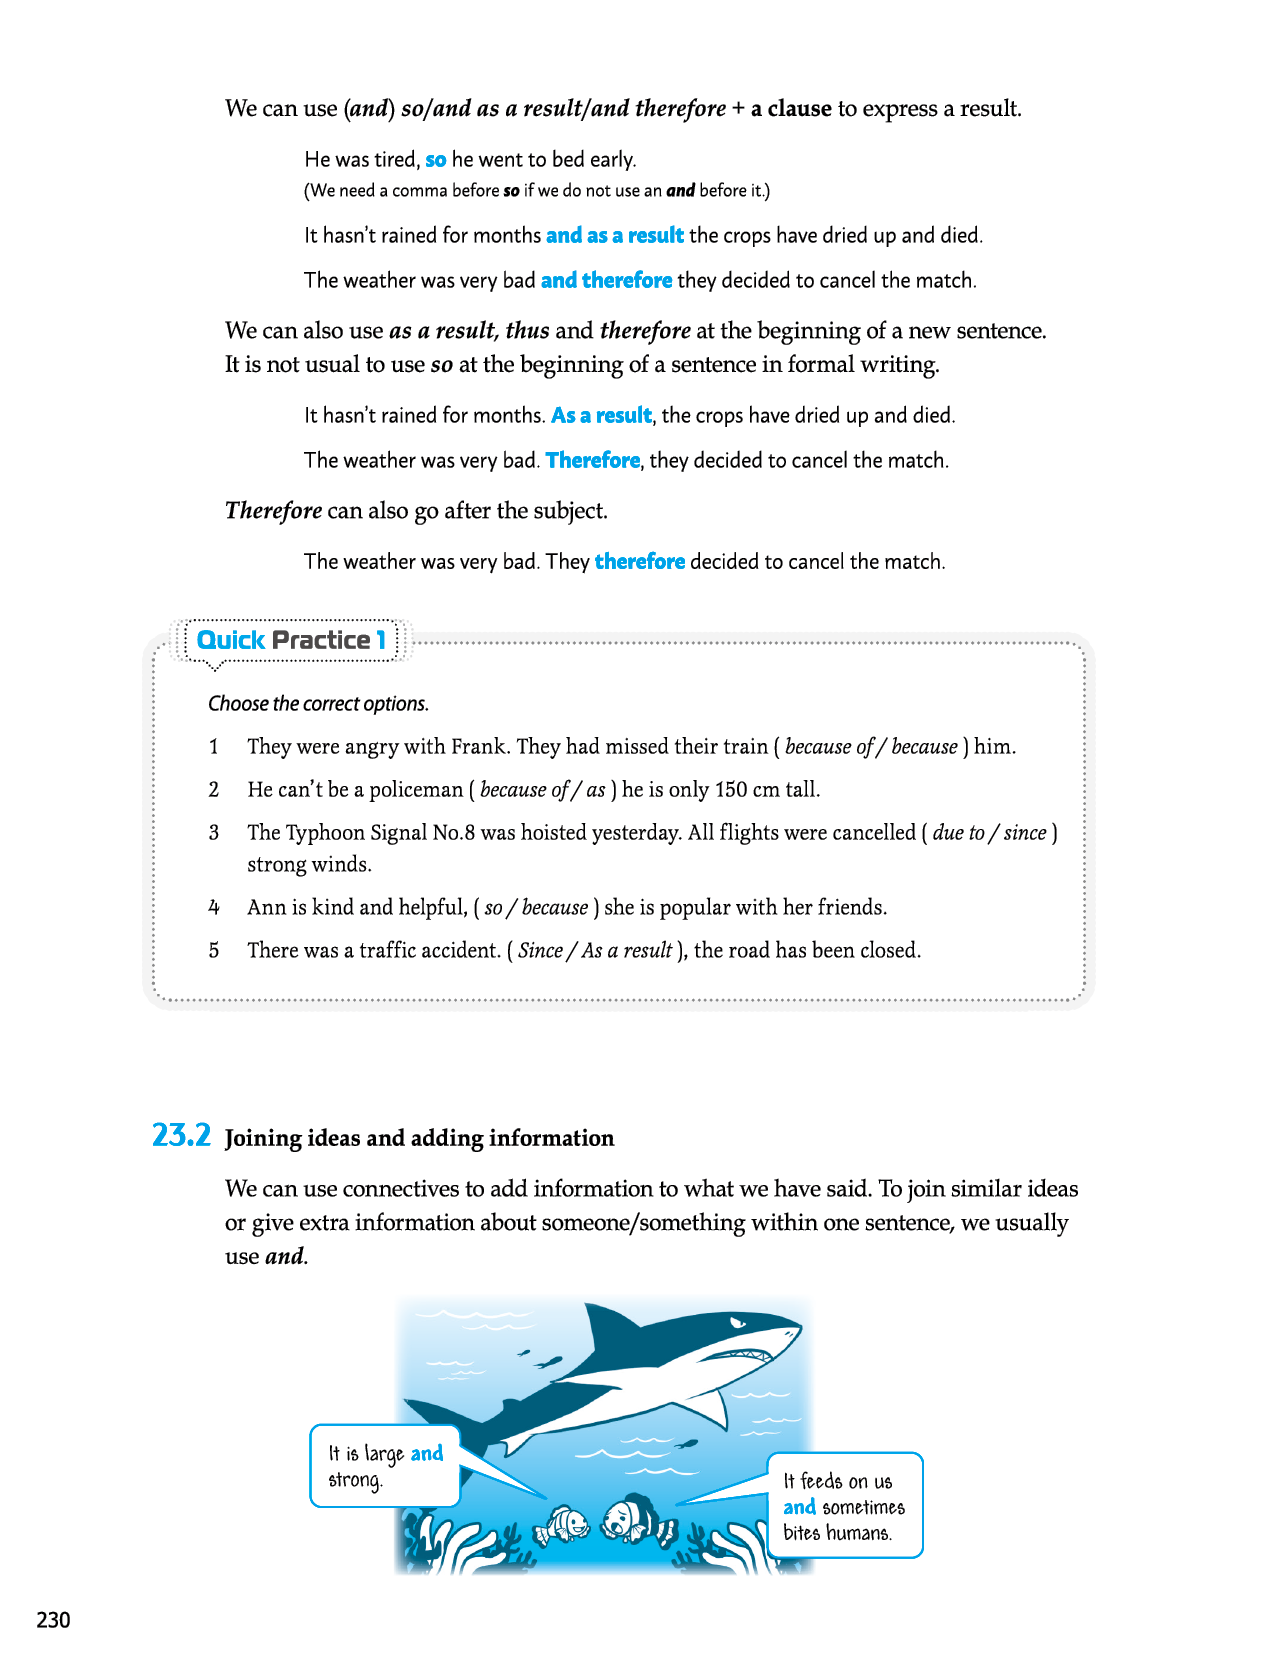 We can use (and) so/and as a result/and therefore + a clause to express a result.
He was tired, so he went to bed early.
(We need a comma before so if we do not use an and before it.)
It hasn't rained for months and as a result the crops have dried up and died.
The weather was very bad and therefore they decided to cancel the match.
We can also use as a result, thus and therefore at the beginning of a new sentence.
It is not usual to use so at the beginning of a sentence in formal writing.
It hasn't rained for months. As a result, the crops have dried up and died.
The weather was very bad. Therefore, they decided to cancel the match.
Therefore can also go after the subject.
The weather was very bad. They therefore decided to cancel the match.
Quick Practice 1
Choose the correct options.
1 They were angry with Frank. They had missed their train ( because of / because ) him.
2 He can't be a policeman ( because of / as ) he is only 150 cm tall.
3 The Typhoon Signal No.8 was hoisted yesterday. All flights were cancelled ( due to / since )
strong winds.
4 Ann is kind and helpful, ( so / because ) she is popular with her friends.
5 There was a traffic accident. ( Since / As a result ), the road has been closed.
23.2 Joining ideas and adding information
We can use connectives to add information to what we have said. To join similar ideas
or give extra information about someone/something within one sentence, we usually
use and.
It is large and
strong.
It feeds on us
and sometimes
bites humans.
230